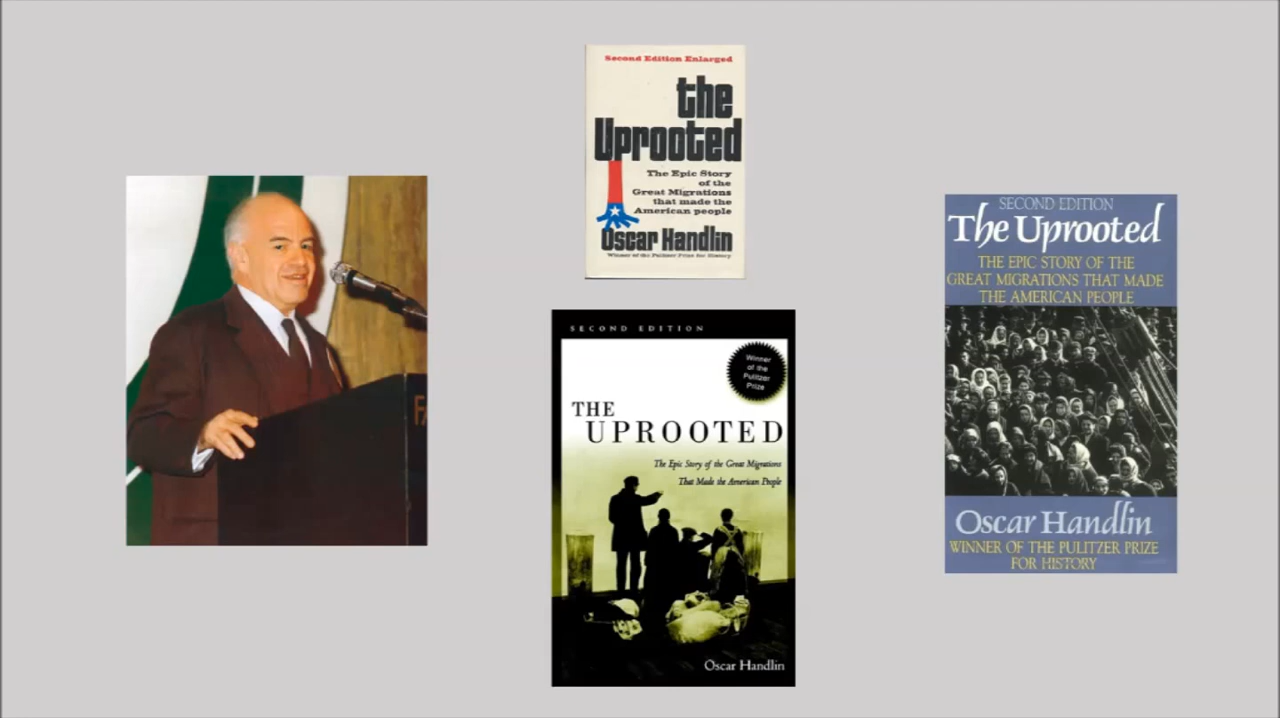 FA
Second Edition Enlarged
the
Uprooted
The Epic Story
of the
Great Migrations
that made the
American people
Oscar Handlin
Winner of the Pulitzer Prize for History
SECOND EDITION
Winner
of the
Pulitzer
Prize
THE
UPROOTED
The Epic Story of the Great Migrations
That Made the American People
Oscar Handlin
SECOND EDITION
The Uprooted
THE EPIC STORY OF THE
GREAT MIGRATIONS THAT MADE
THE AMERICAN PEOPLE
Oscar Handlin
WINNER OF THE PULITZER PRIZE
FOR HISTORY